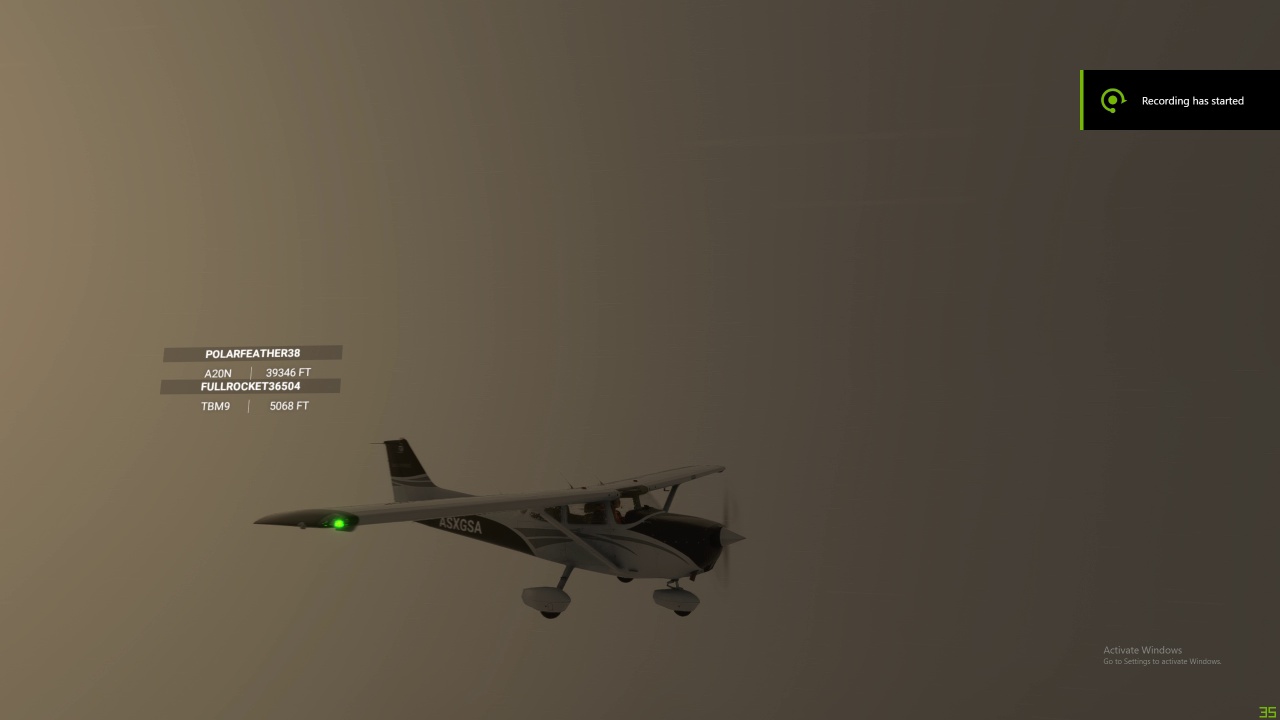 Recording has started
POLARFEATHER38
A20N | 39346 FT
FULLROCKET36504
TBM9 | 5068 FT
ASXGSA
Activate Windows
Go to Settings to activate Windows.
35